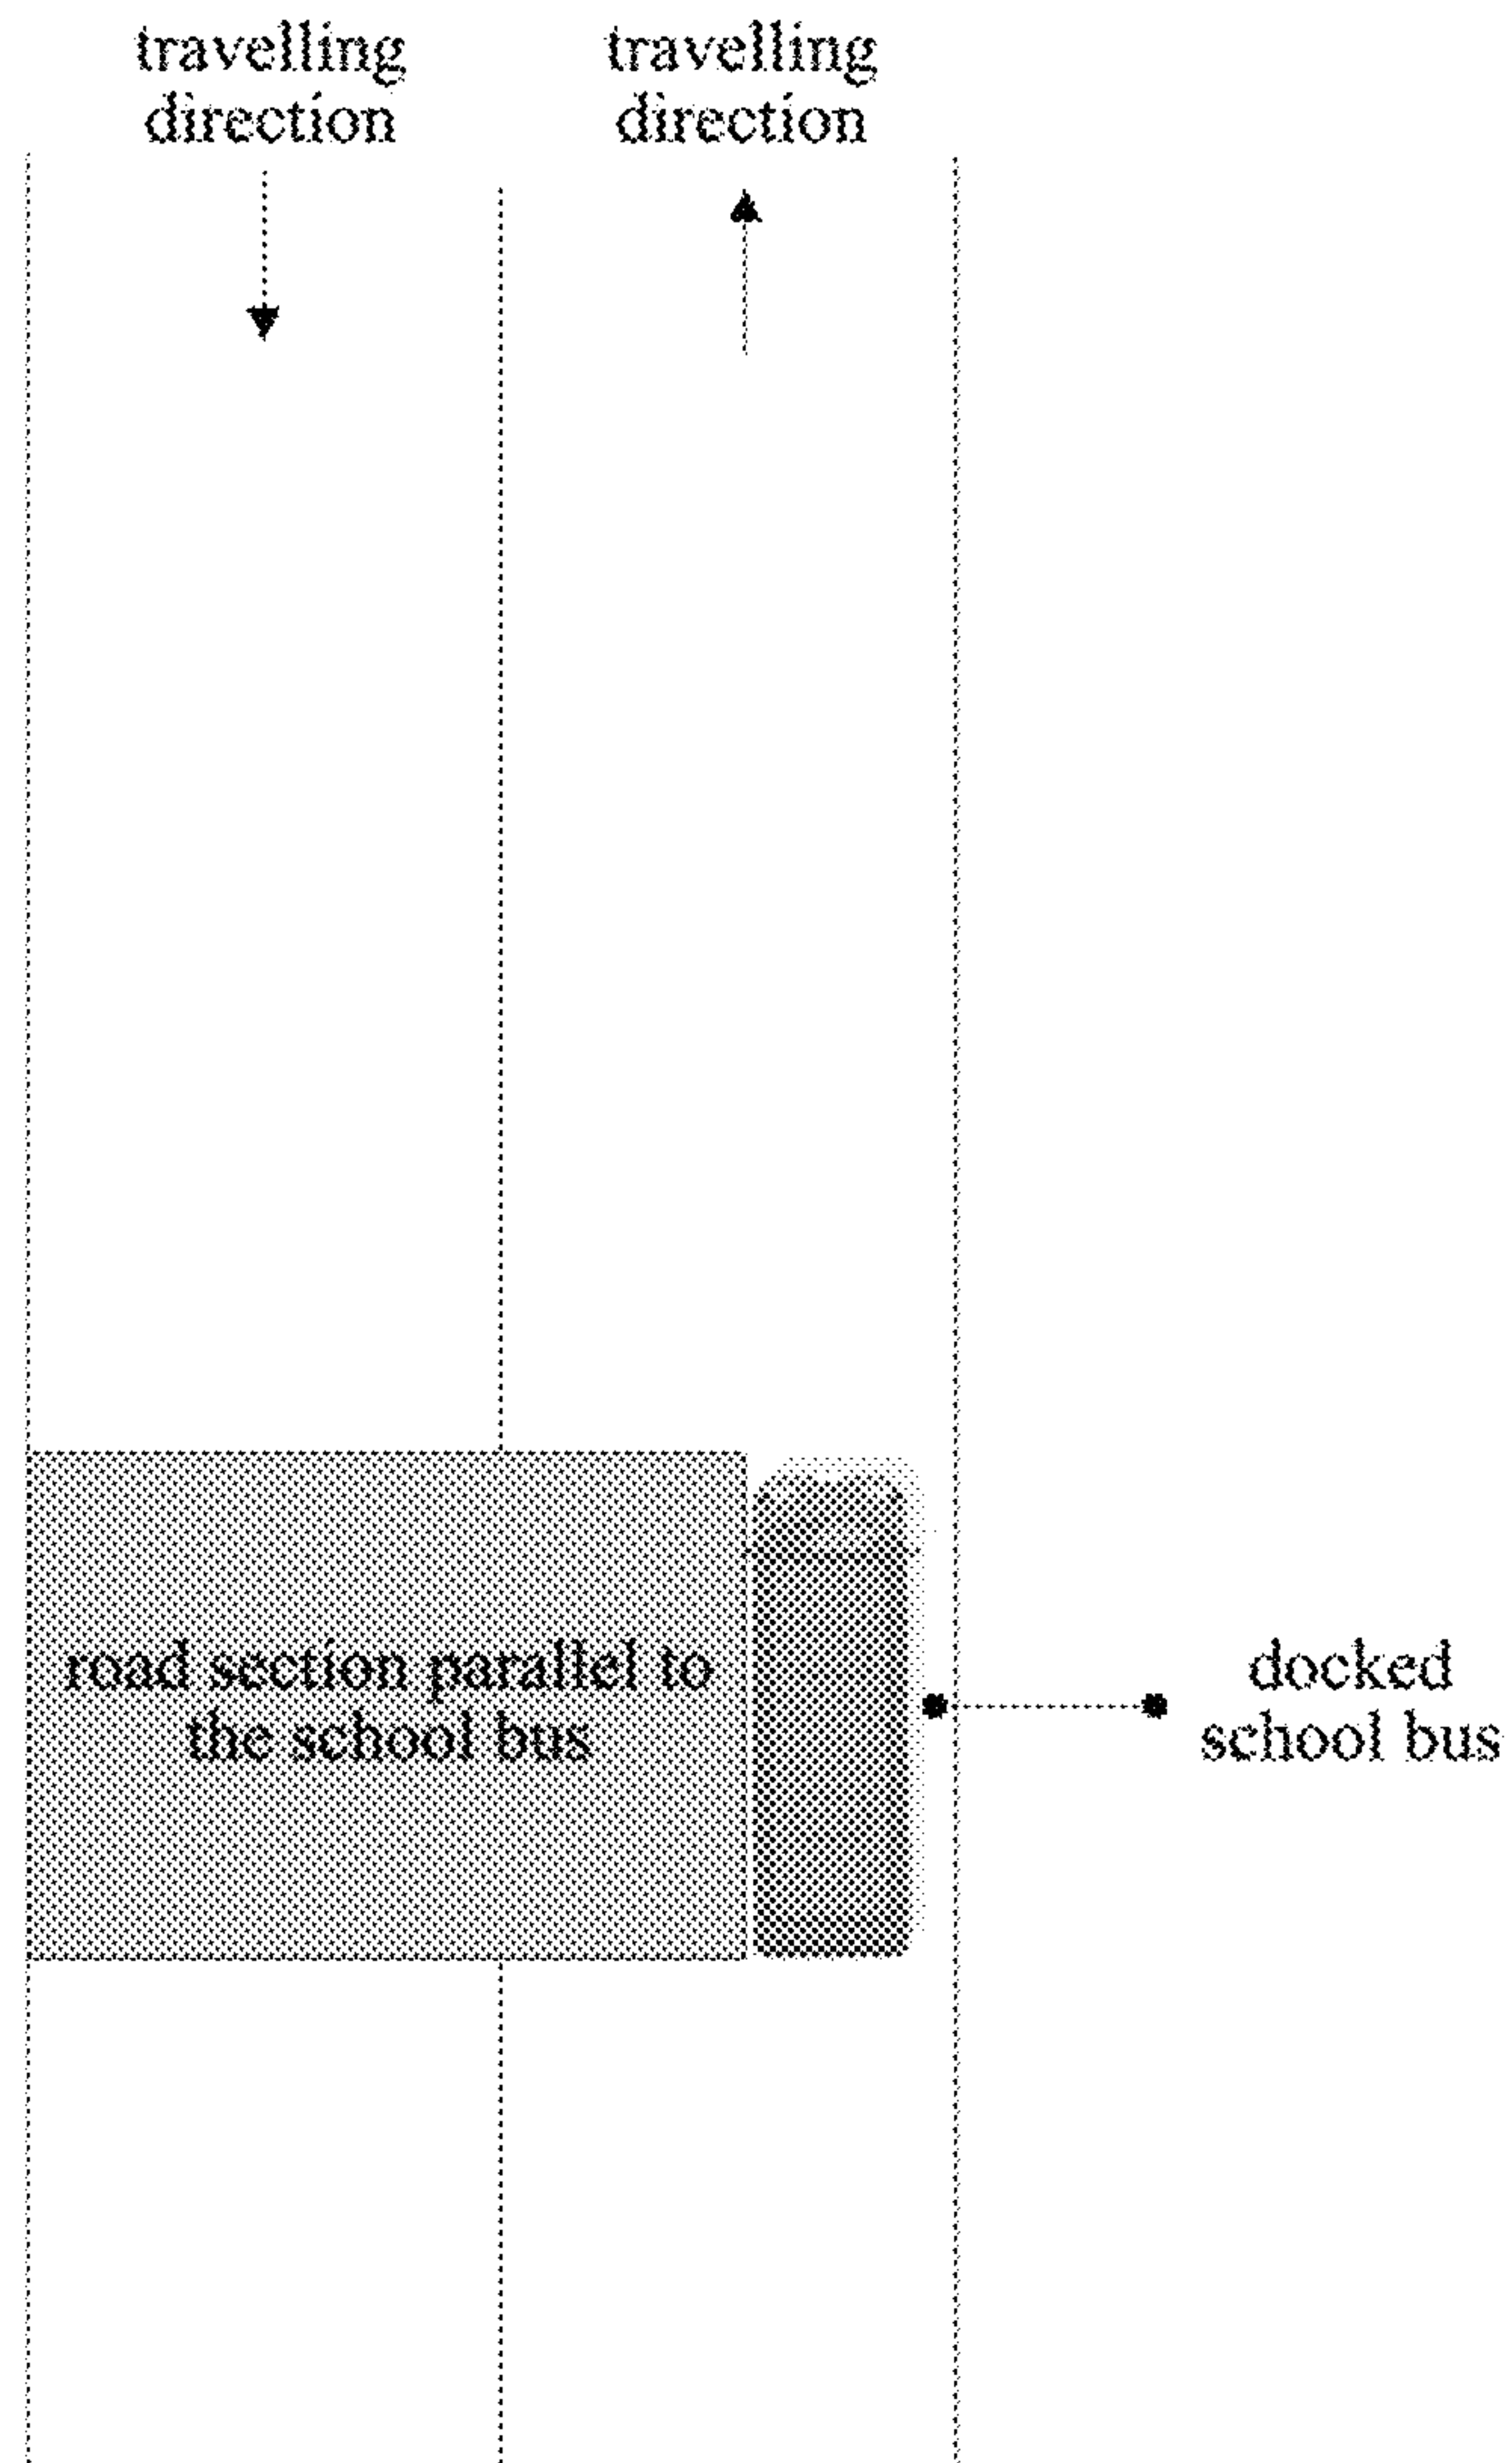 travelling
direction
travelling
direction
road section parallel to
the school bus
docked
school bus